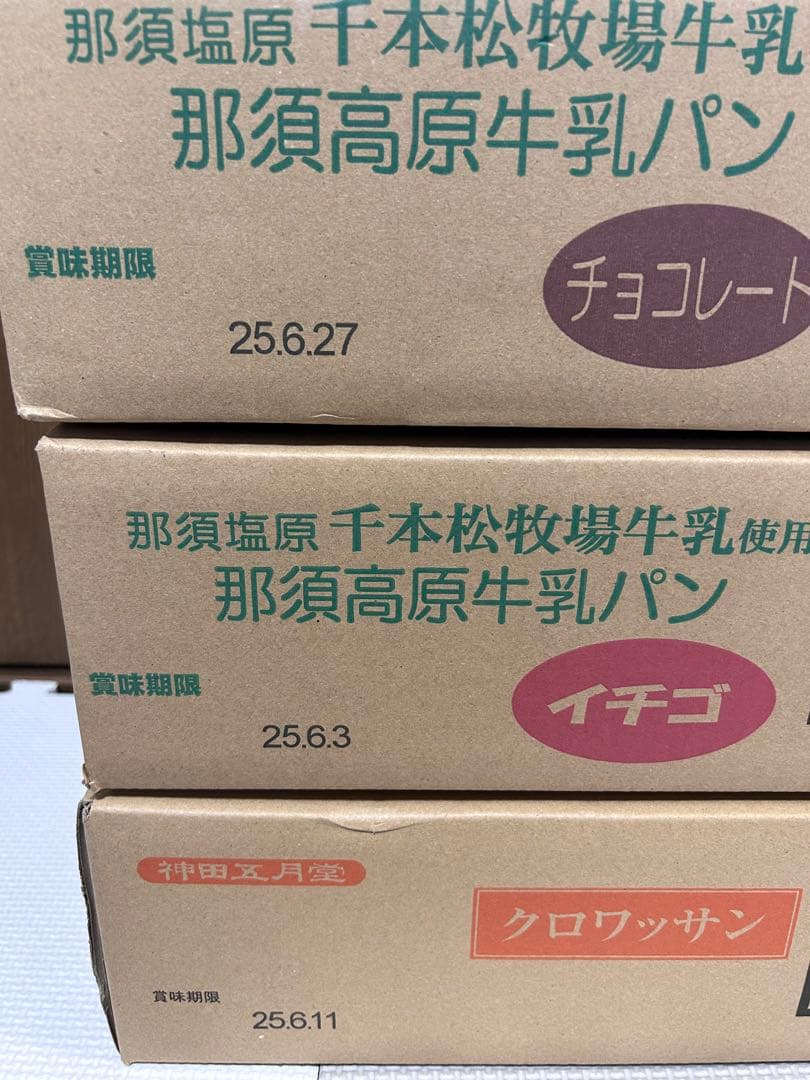 那須塩原 千本松牧場牛乳
那須高原牛乳パン
賞味期限
チョコレート
25.6.27
那須塩原 千本松牧場牛乳使用
那須高原牛乳パン
賞味期限
イチゴ
25.6.3
神田五月堂
クロワッサン
賞味期限
25.6.11